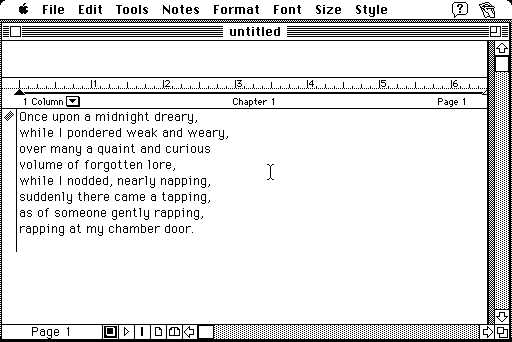 File Edit Tools Notes Format Font Size Style
untitled
1 2 3 4 5 6
1 Column Chapter 1 Page 1
Once upon a midnight dreary,
while I pondered weak and weary,
over many a quaint and curious
volume of forgotten lore,
while I nodded, nearly napping,
suddenly there came a tapping,
as of someone gently rapping,
rapping at my chamber door.
Page 1